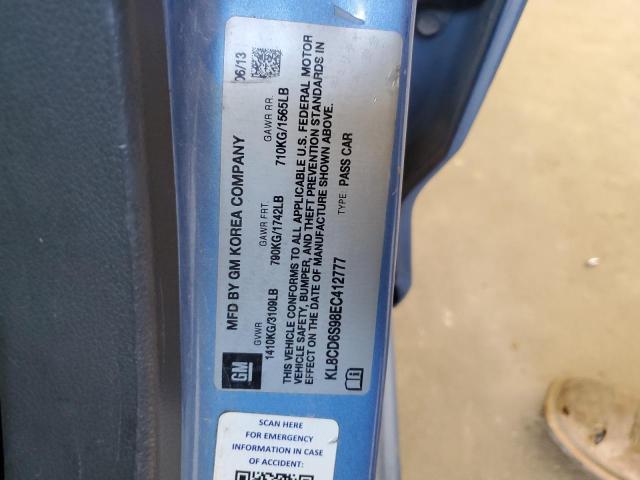 MFD BY GM KOREA COMPANY
06/13
GVWR
GAWR FRT.
GAWR RR.
1410KG/3109LB
790KG/1742LB
710KG/1565LB
THIS VEHICLE CONFORMS TO ALL APPLICABLE U.S. FEDERAL MOTOR
VEHICLE SAFETY, BUMPER, AND THEFT PREVENTION STANDARDS IN
EFFECT ON THE DATE OF MANUFACTURE SHOWN ABOVE.
KL8CD6S98EC412777
TYPE: PASS CAR
GM
SCAN HERE
FOR EMERGENCY
INFORMATION IN CASE
OF ACCIDENT: